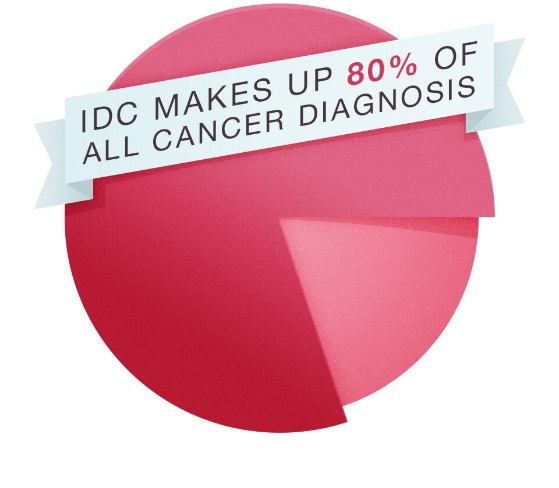 IDC MAKES UP 80% OF
ALL CANCER DIAGNOSIS